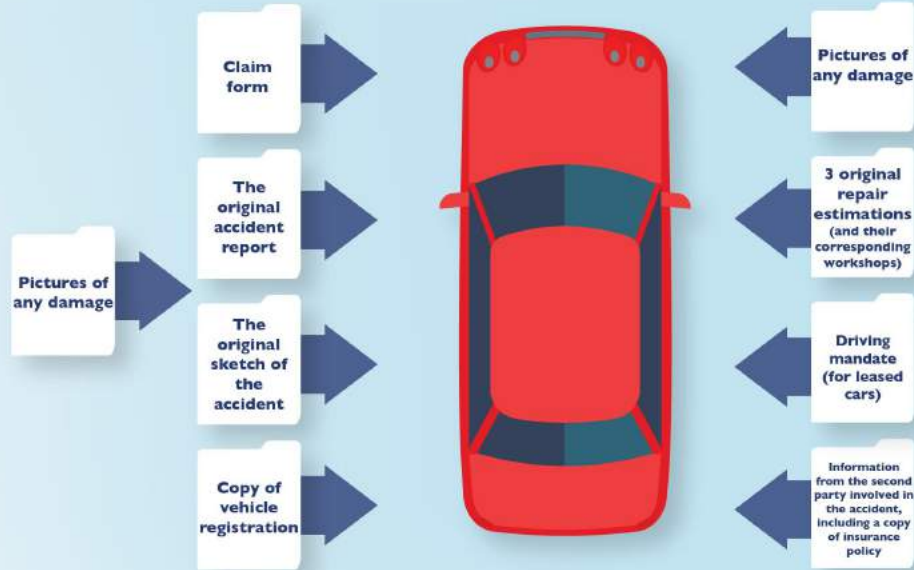 Pictures of
any damage
Claim
form
The
original
accident
report
The
original
sketch of
the
accident
Copy of
vehicle
registration
Pictures of
any damage
3 original
repair
estimations
(and their
corresponding
workshops)
Driving
mandate
(for leased
cars)
Information
from the second
party involved in
the accident,
including a copy
of insurance
policy